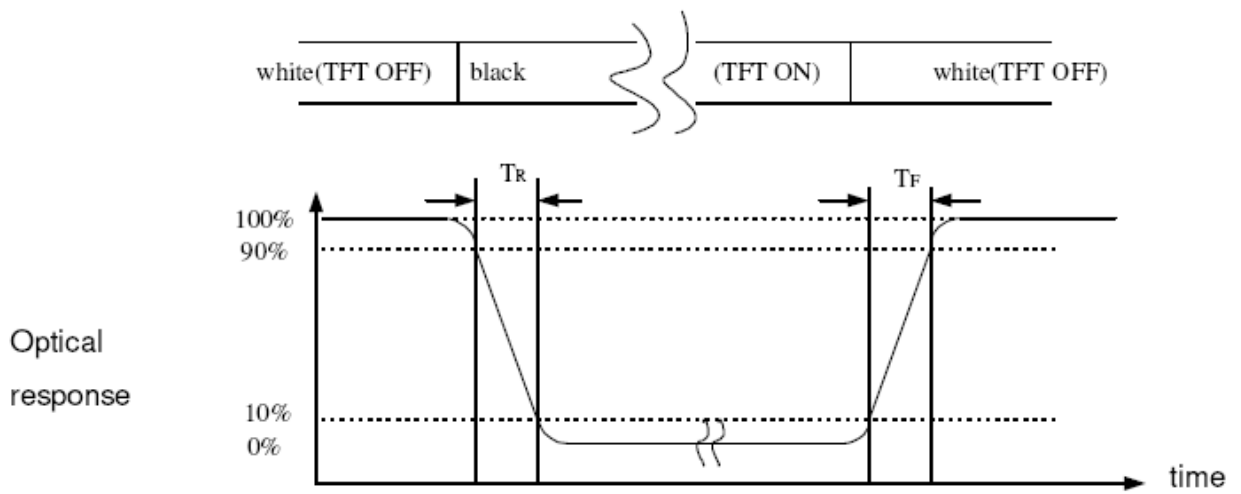 white(TFT OFF) black (TFT ON) white(TFT OFF)
TR TF
100%
90%
Optical
response
10%
0%
time